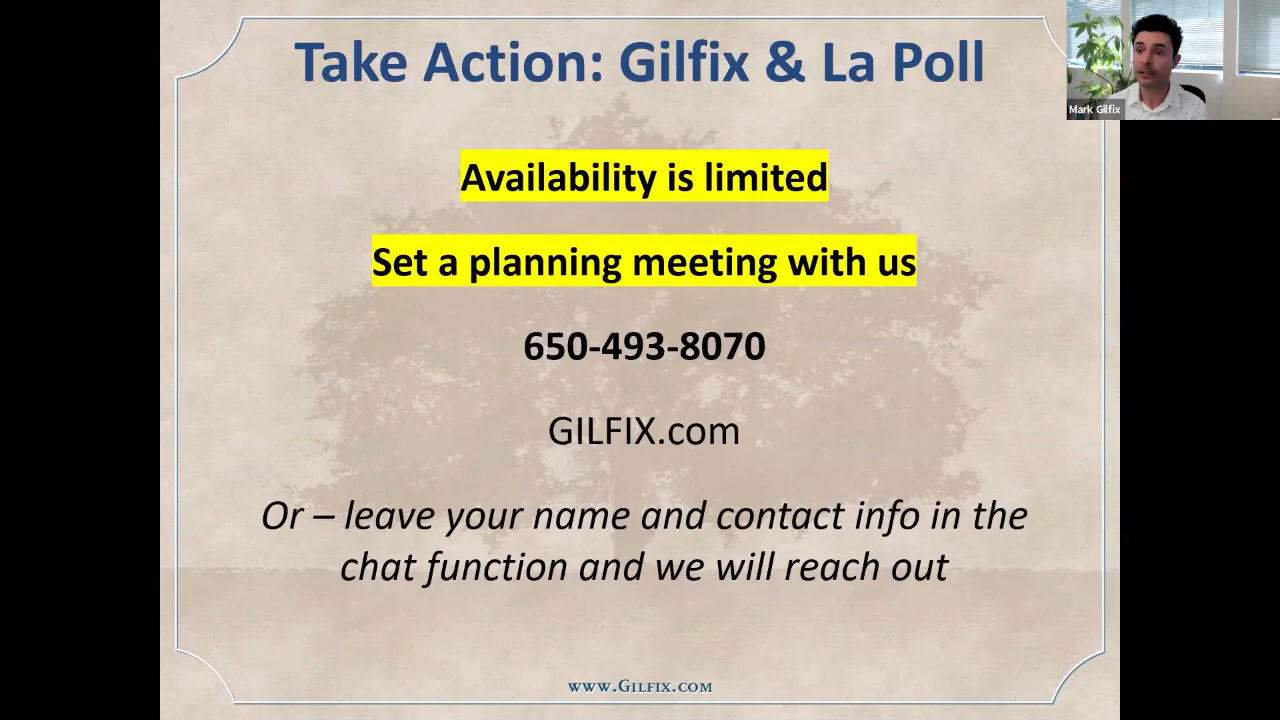 Take Action: Gilfix & La Poll
Mark Gilfix
Availability is limited
Set a planning meeting with us
650-493-8070
GILFIX.com
Or – leave your name and contact info in the
chat function and we will reach out
www.Gilfix.com